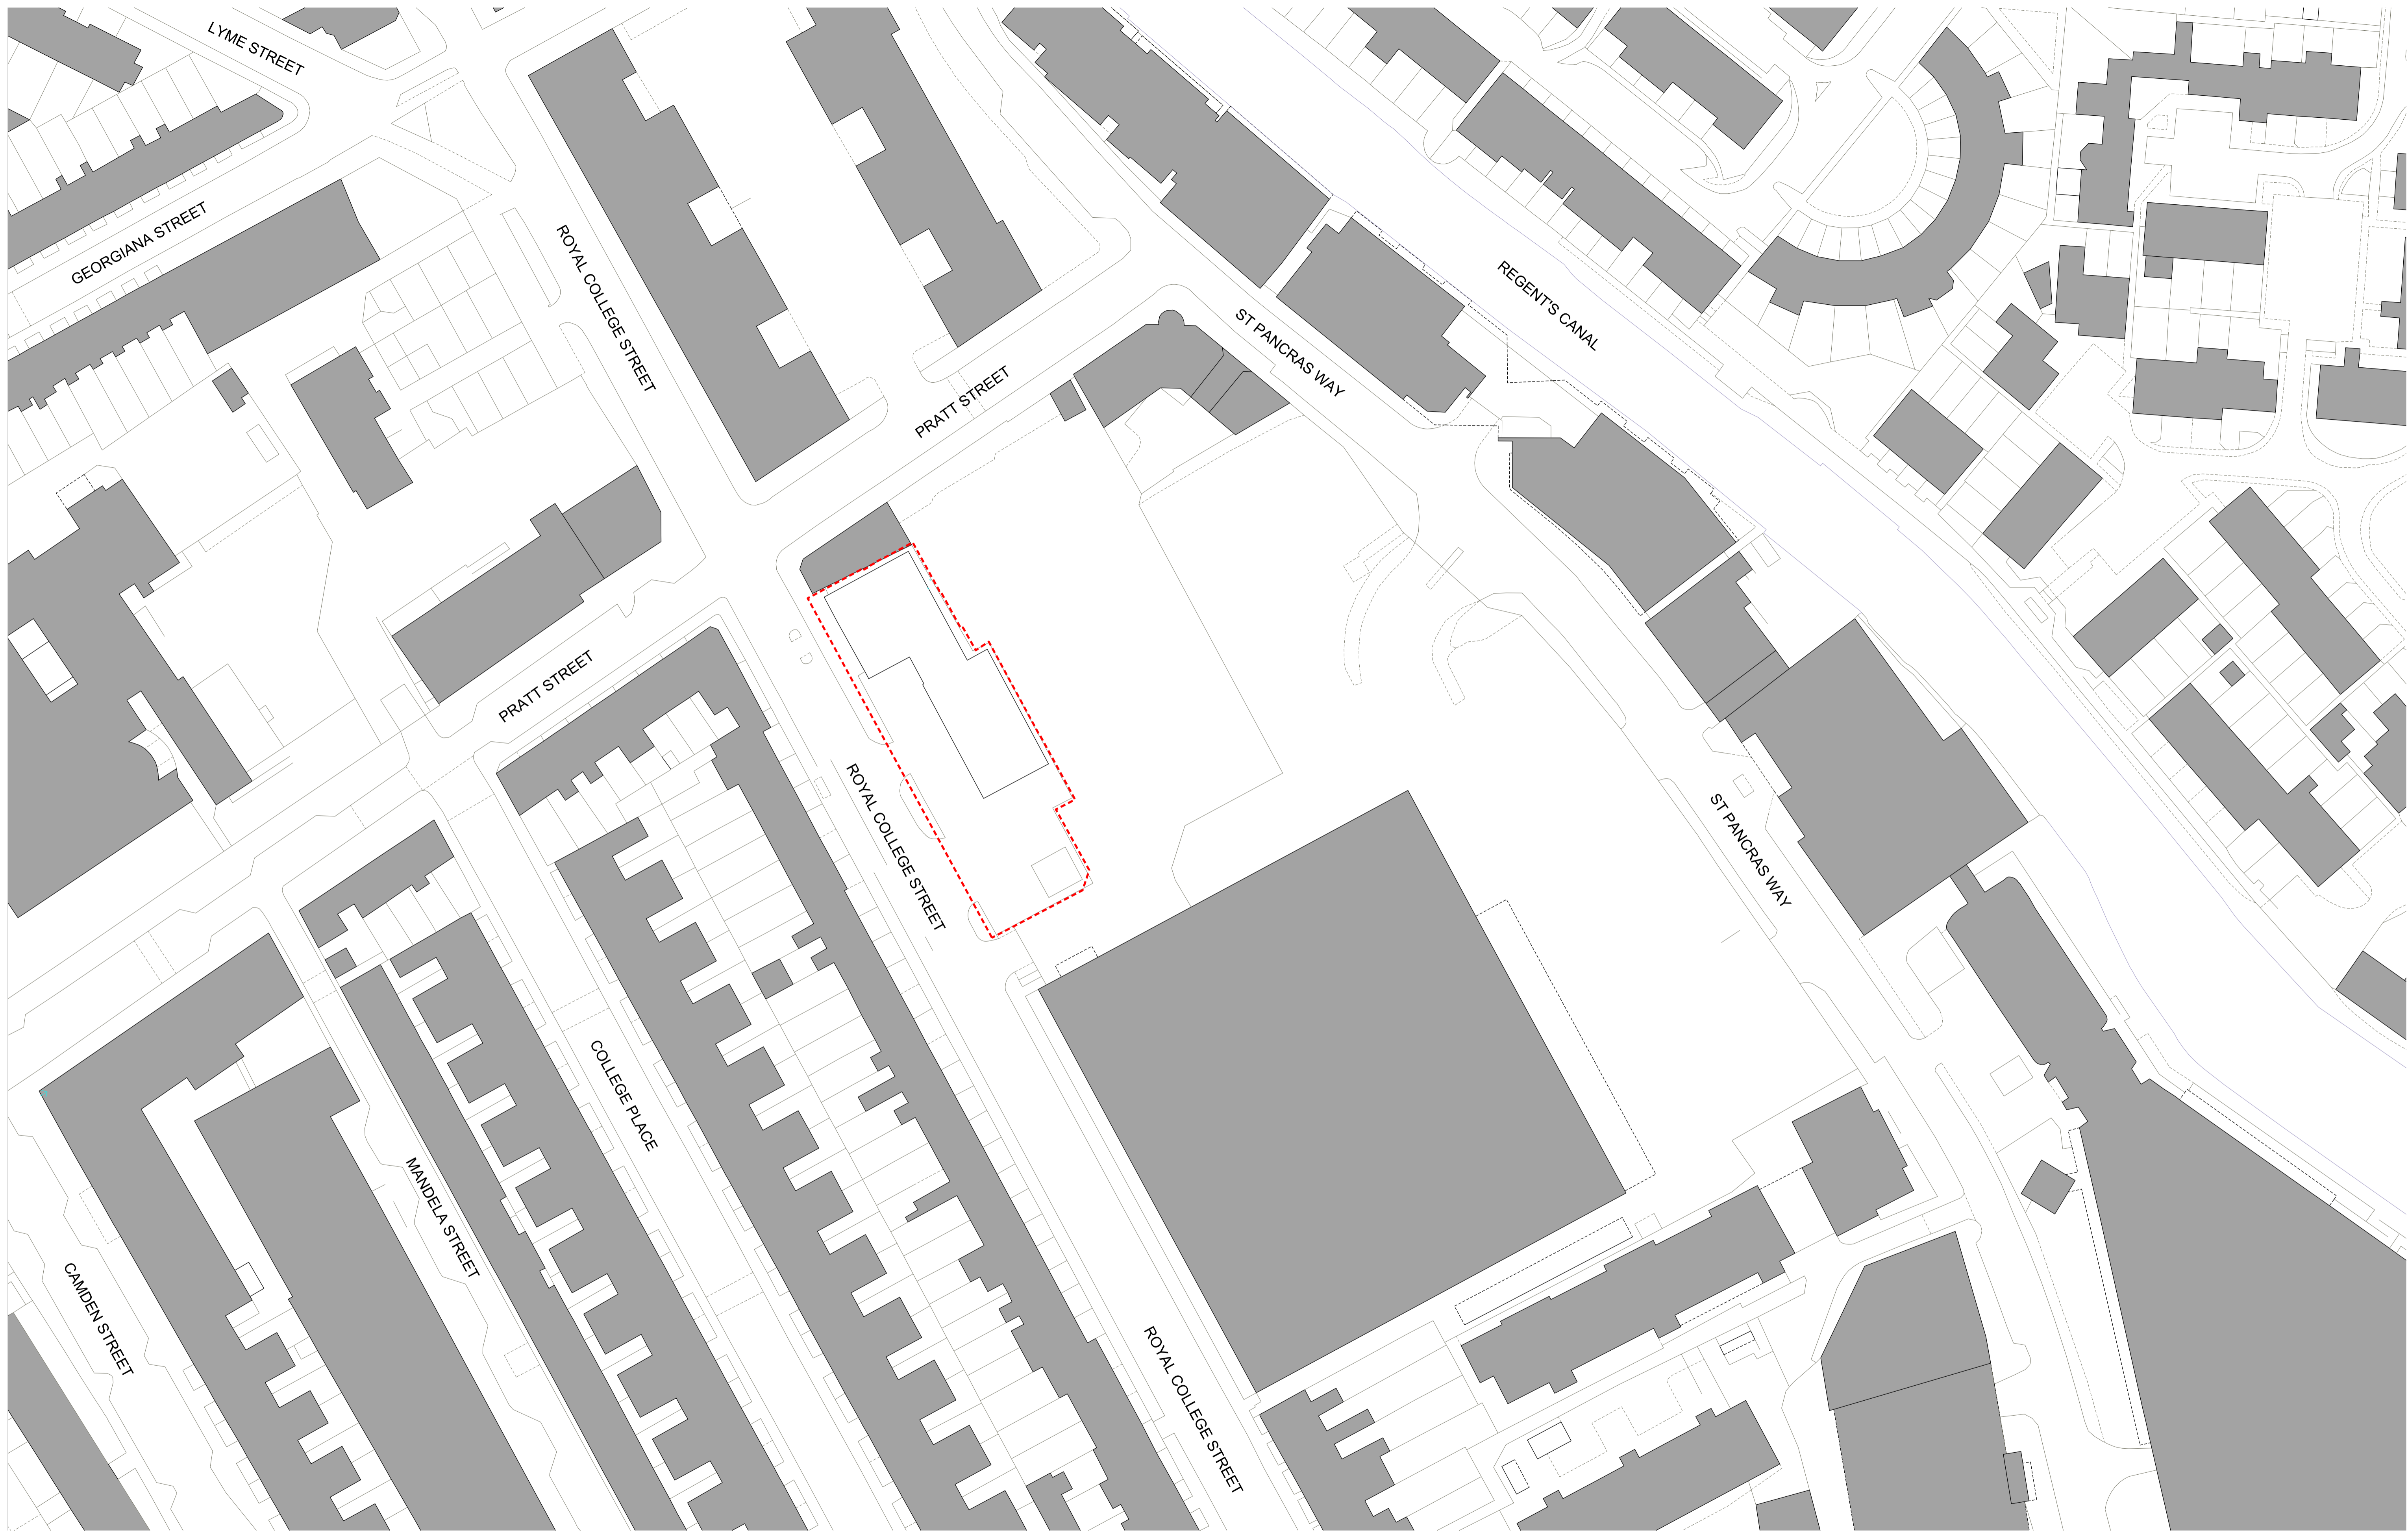 LYME STREET
GEORGIANA STREET
ROYAL COLLEGE STREET
REGENT'S CANAL
ST PANCRAS WAY
PRATT STREET
PRATT STREET
ROYAL COLLEGE STREET
ST PANCRAS WAY
COLLEGE PLACE
MANDELA STREET
CAMDEN STREET
ROYAL COLLEGE STREET